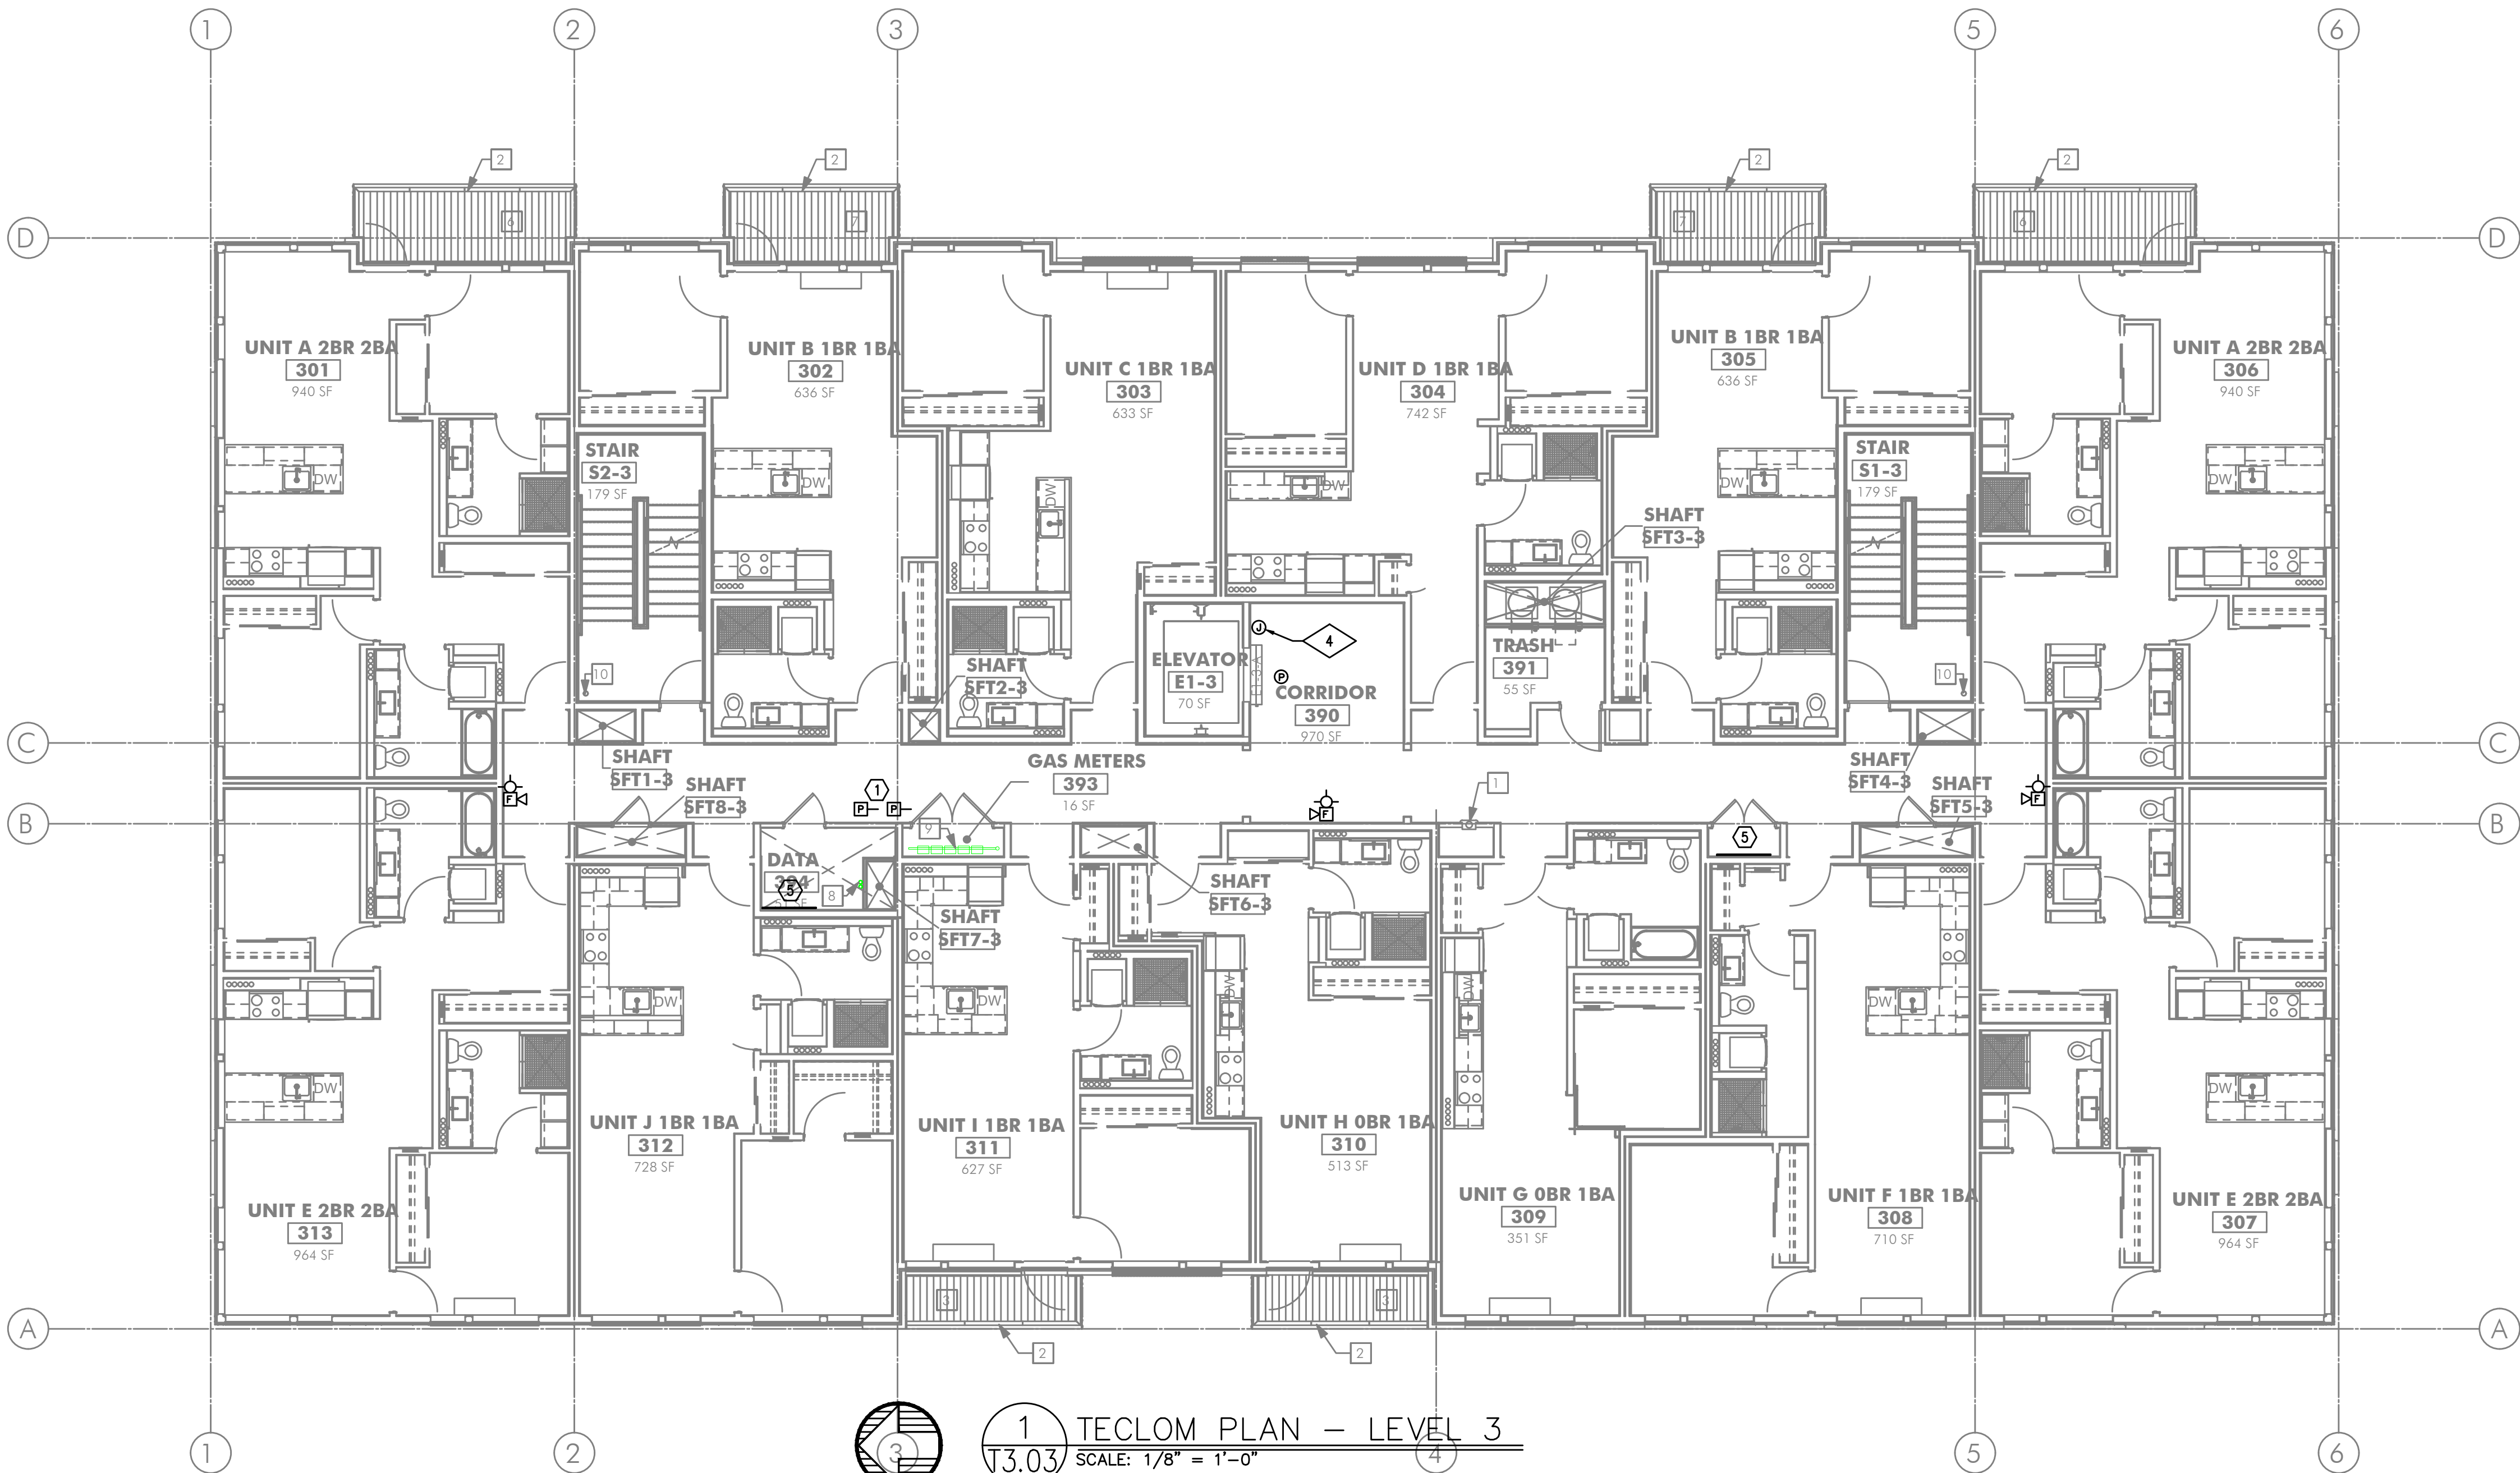 1
2
3
5
6
2
2
2
2
D
6
7
7
6
D
UNIT A 2BR 2BA
301
940 SF
UNIT B 1BR 1BA
302
636 SF
UNIT C 1BR 1BA
303
633 SF
UNIT D 1BR 1BA
304
742 SF
UNIT B 1BR 1BA
305
636 SF
UNIT A 2BR 2BA
306
940 SF
STAIR
S2-3
179 SF
STAIR
S1-3
179 SF
DW
DW
DW
DW
DW
DW
SHAFT
SFT3-3
J
4
TRASH
391
55 SF
ELEVATOR
E1-3
70 SF
E1-3-A
P
CORRIDOR
390
970 SF
SHAFT
SFT2-3
10
10
C
C
SHAFT
SFT1-3
SHAFT
SFT8-3
GAS METERS
393
16 SF
SHAFT
SFT4-3
SHAFT
SFT5-3
F
1
P
P
F
1
F
B
9
5
B
DATA
394
51 SF
5
8
SHAFT
SFT7-3
SHAFT
SFT6-3
DW
DW
DW
DW
DW
DW
DW
UNIT J 1BR 1BA
312
728 SF
UNIT I 1BR 1BA
311
627 SF
UNIT H 0BR 1BA
310
513 SF
UNIT G 0BR 1BA
309
351 SF
UNIT F 1BR 1BA
308
710 SF
UNIT E 2BR 2BA
307
964 SF
UNIT E 2BR 2BA
313
964 SF
3
3
A
A
2
2
1
2
3
4
5
6
1
T3.03
TECLOM PLAN - LEVEL 3
SCALE: 1/8" = 1'-0"